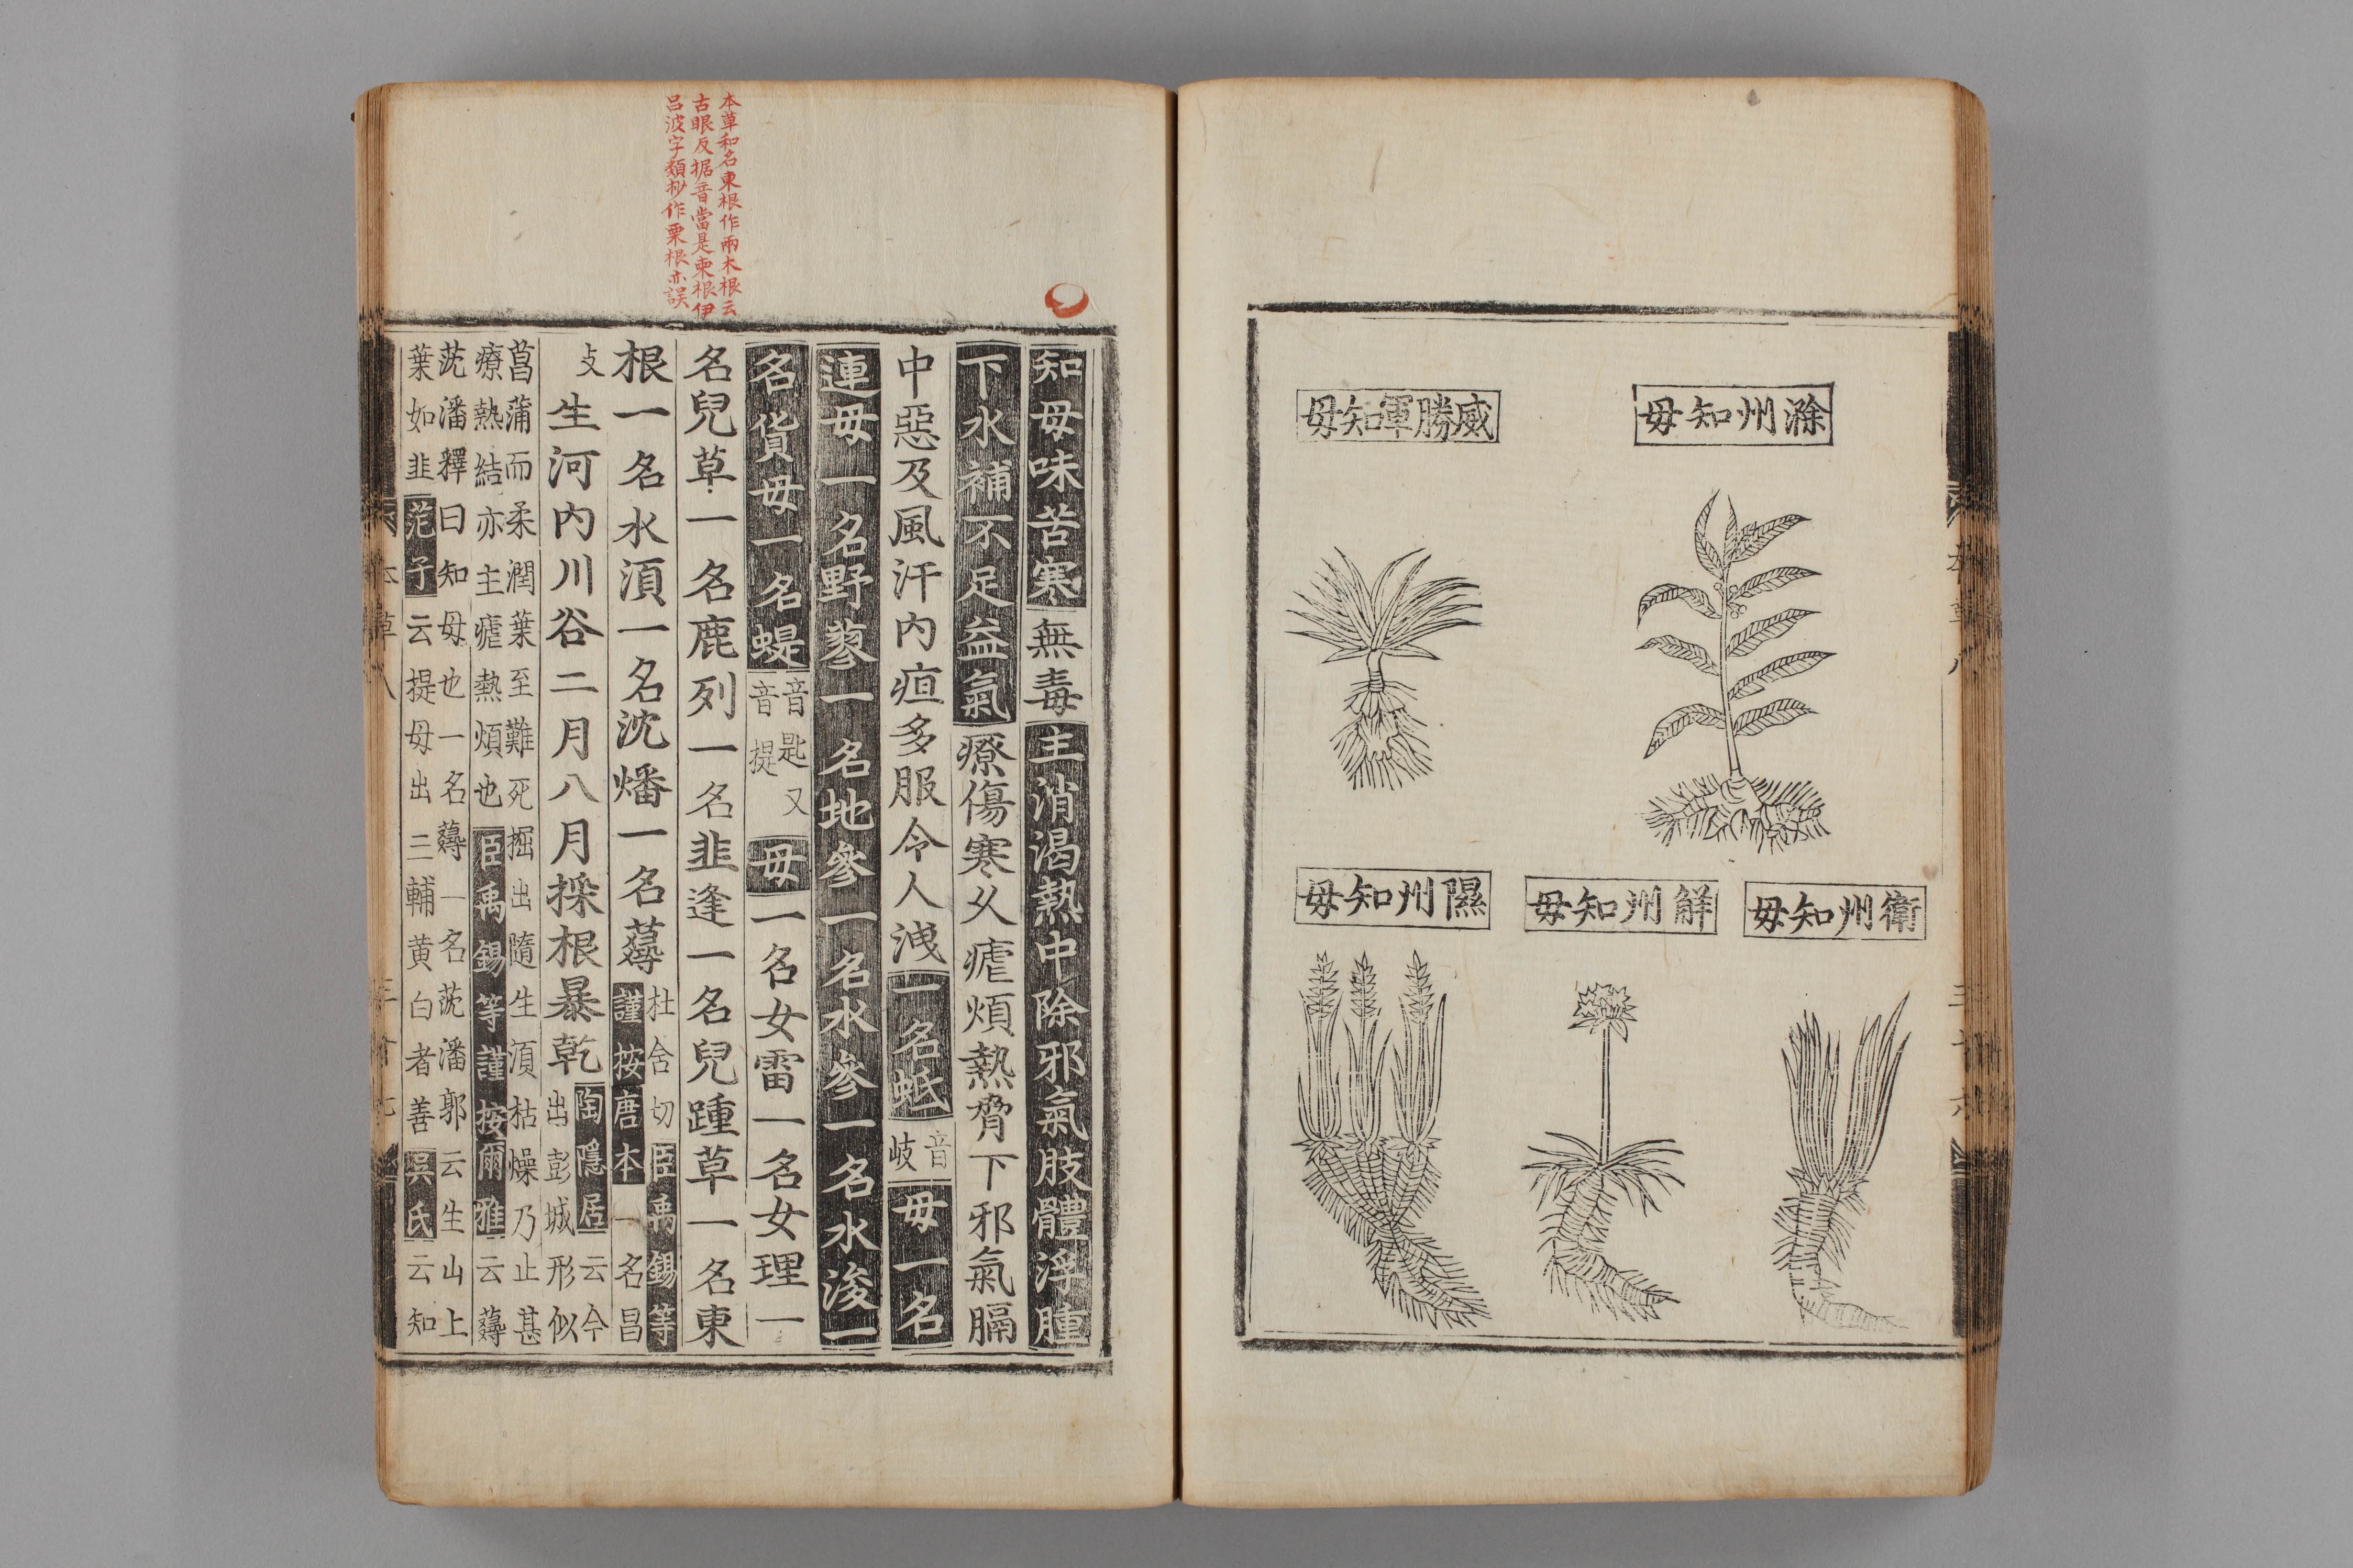 滁州知母
威勝軍知母
衛州知母
解州知母
隰州知母
本草和名東根作兩木根云
古眼反据音當是柬根伊
呂波字類抄作栗根亦誤
知母味苦寒無毒主消渴熱中除邪氣肢體浮腫
下水補不足益氣療傷寒久瘧煩熱脅下邪氣膈
中惡及風汗內疸多服令人洩一名蚳音岐母一名
連母一名野蓼一名地參一名水參一名水浚一
名貨母一名蝭音匙又音提母一名女雷一名女理一
名兒草一名鹿列一名韭逢一名兒踵草一名東
根一名水須一名沈燔一名薚杜含切臣禹錫等謹按唐本一名昌
支生河內川谷二月八月採根暴乾陶隱居云今出彭城形似
菖蒲而柔潤葉至難死掘出隨生須枯燥乃止甚
療熱結亦主瘧熱煩也臣禹錫等謹按爾雅云薚
莐藩釋曰知母也一名薚一名莐藩郭云生山上
葉如韭范子云提母出三輔黃白者善吳氏云知